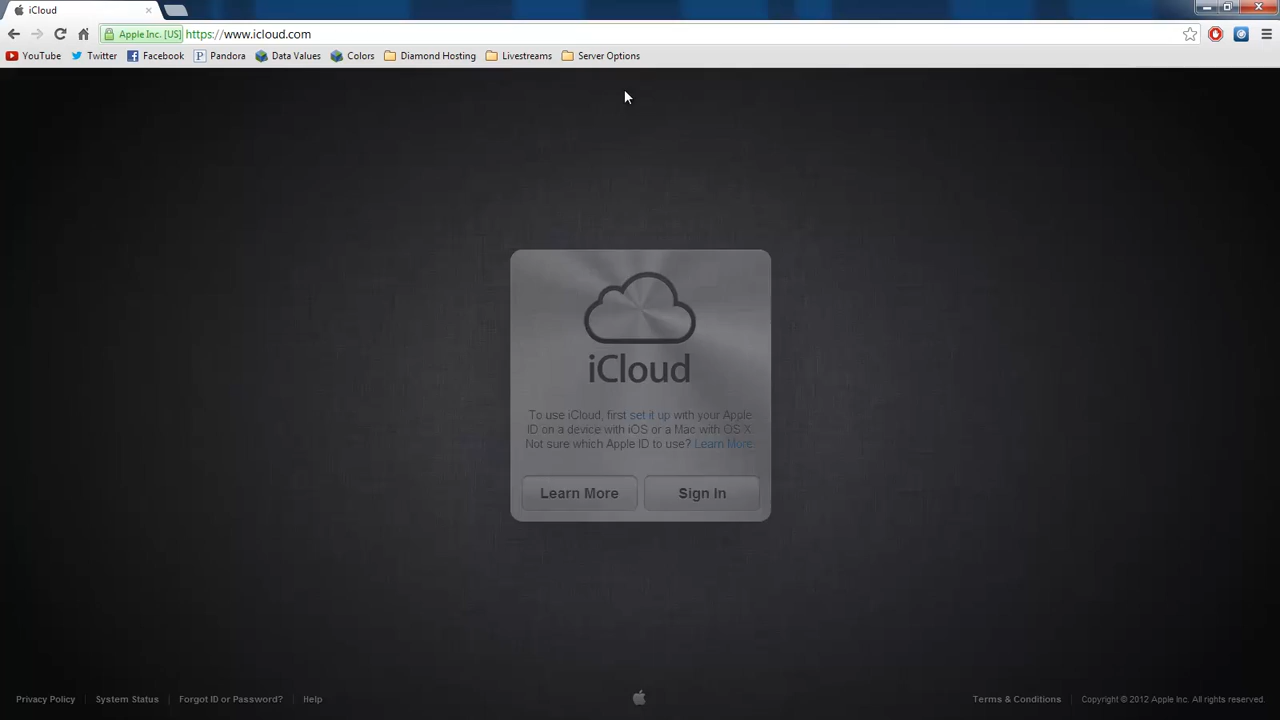 iCloud
Apple Inc. [US] https://www.icloud.com
YouTube Twitter Facebook Pandora Data Values Colors Diamond Hosting Livestreams Server Options
iCloud
To use iCloud, first set it up with your Apple
ID on a device with iOS or a Mac with OS X.
Not sure which Apple ID to use? Learn More.
Learn More Sign In
Privacy Policy System Status Forgot ID or Password? Help Terms & Conditions Copyright © 2012 Apple Inc. All rights reserved.